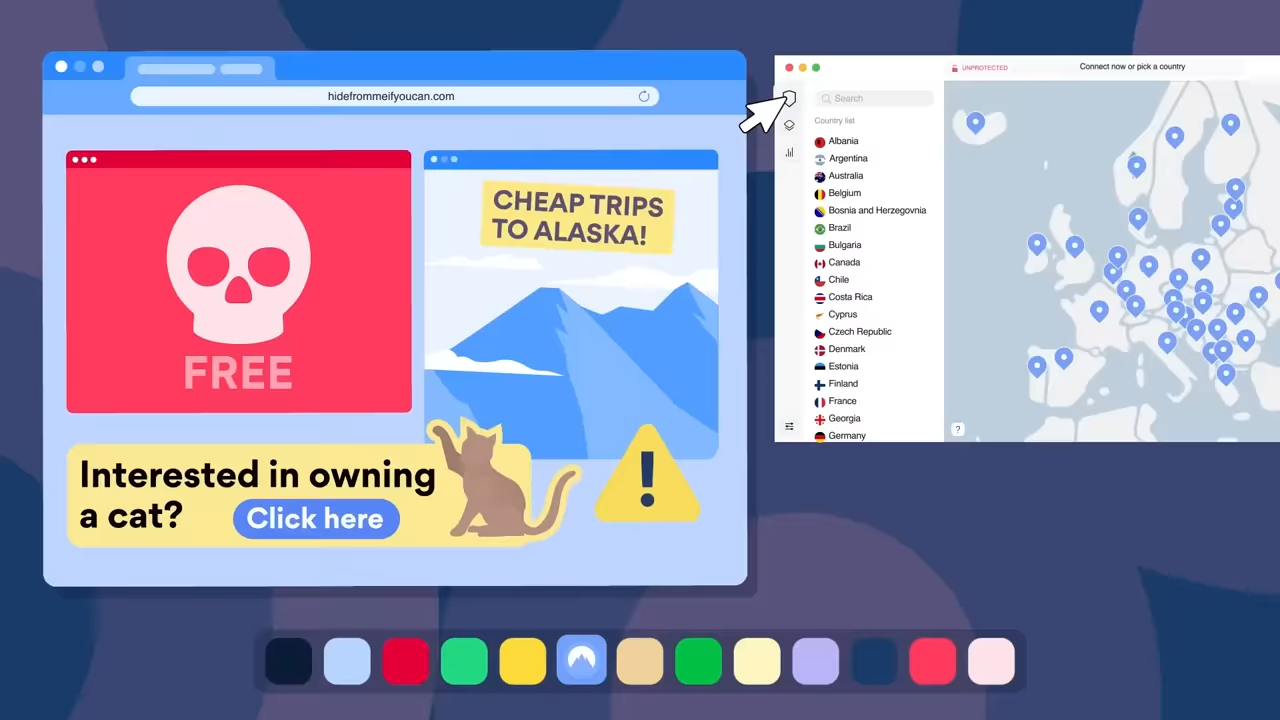 hidefrommeifyoucan.com
FREE
CHEAP TRIPS
TO ALASKA!
Interested in owning
a cat?
Click here
UNPROTECTED
Connect now or pick a country
Search
Country list
Albania
Argentina
Australia
Belgium
Bosnia and Herzegovnia
Brazil
Bulgaria
Canada
Chile
Costa Rica
Cyprus
Czech Republic
Denmark
Estonia
Finland
France
Georgia
Germany
?